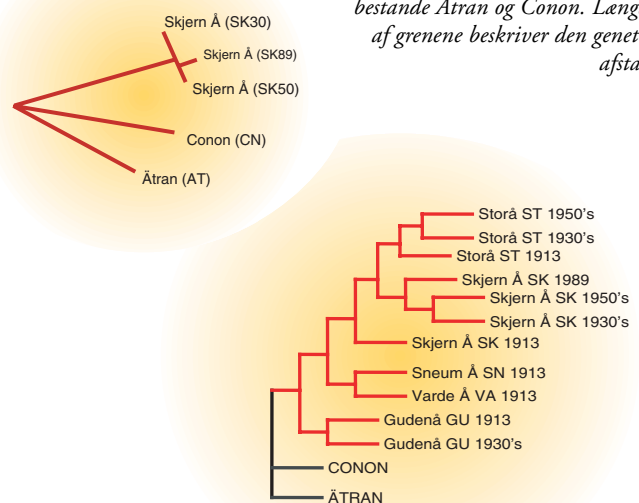 bestande Ätran og Conon. Læng
af grenene beskriver den genet
afsta
Skjern Å (SK30)
Skjern Å (SK89)
Skjern Å (SK50)
Conon (CN)
Ätran (AT)
Storå ST 1950's
Storå ST 1930's
Storå ST 1913
Skjern Å SK 1989
Skjern Å SK 1950's
Skjern Å SK 1930's
Skjern Å SK 1913
Sneum Å SN 1913
Varde Å VA 1913
Gudenå GU 1913
Gudenå GU 1930's
CONON
ÄTRAN